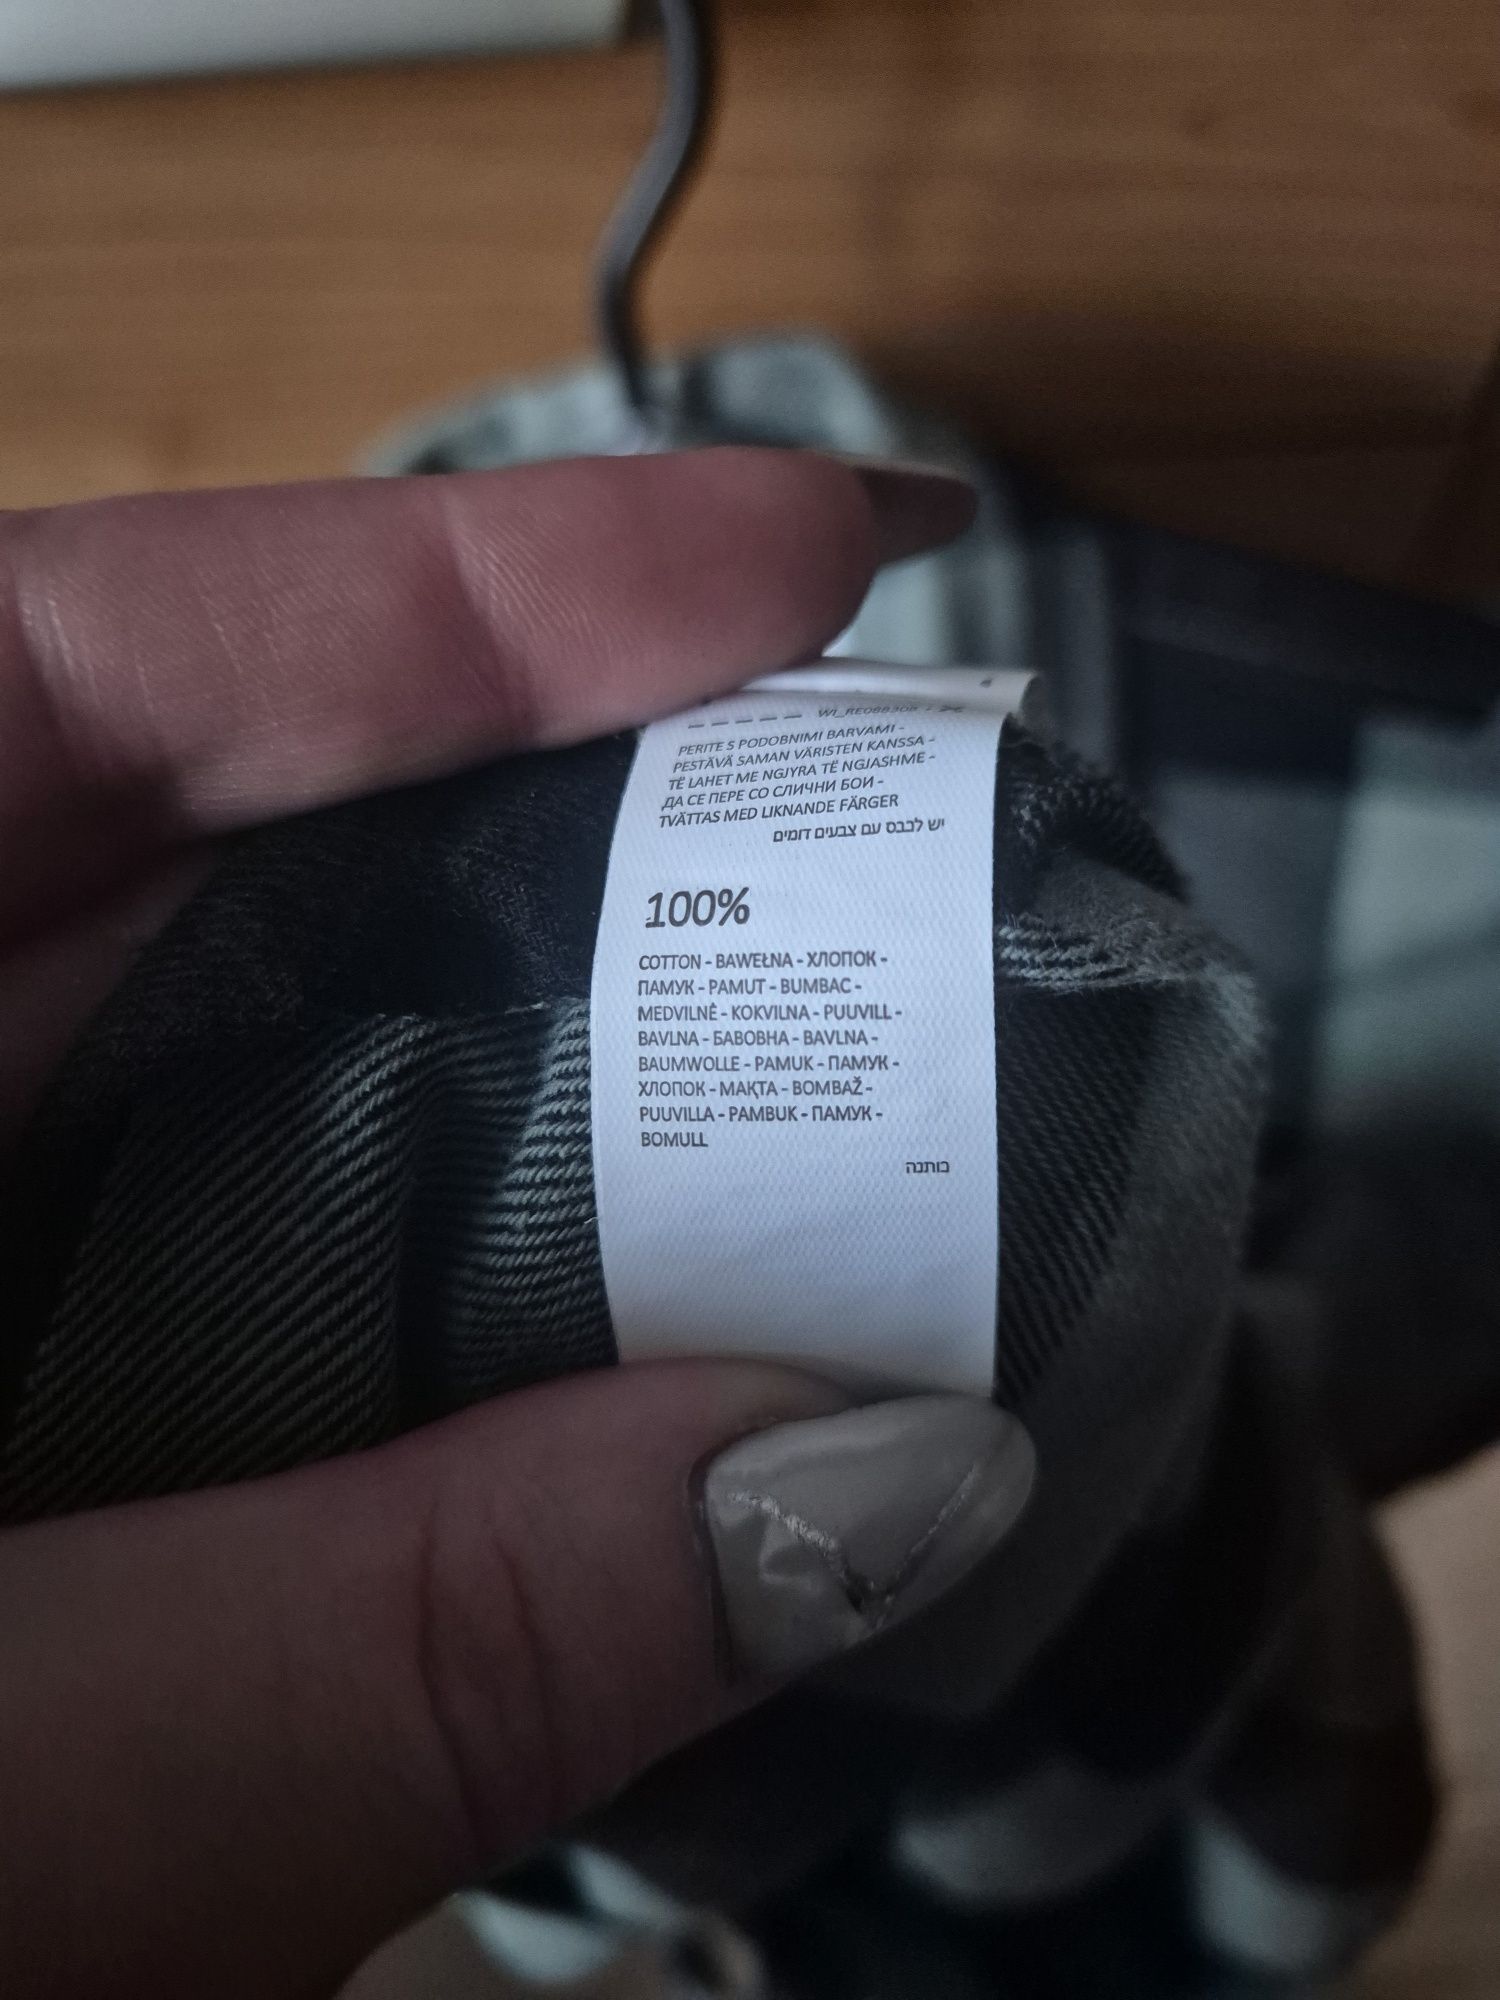 PERITE S PODOBNIMI BARVAMI -
PESTÄVÄ SAMAN VÄRISTEN KANSSA -
TË LAHET ME NGJYRA TË NGJASHME -
ДА СЕ ПЕРЕ СО СЛИЧНИ БОИ -
TVÄTTAS MED LIKNANDE FÄRGER
יש לכבס עם צבעים דומים
100%
COTTON - BAWEŁNA - ХЛОПОК -
ПАМУК - PAMUT - BUMBAC -
MEDVILNĖ - KOKVILNA - PUUVILL -
BAVLNA - БАВОВНА - BAVLNA -
BAUMWOLLE - PAMUK - ПАМУК -
ХЛОПОК - МАҚТА - BOMBAŽ -
PUUVILLA - PAMBUK - ПАМУК -
BOMULL
כותנה